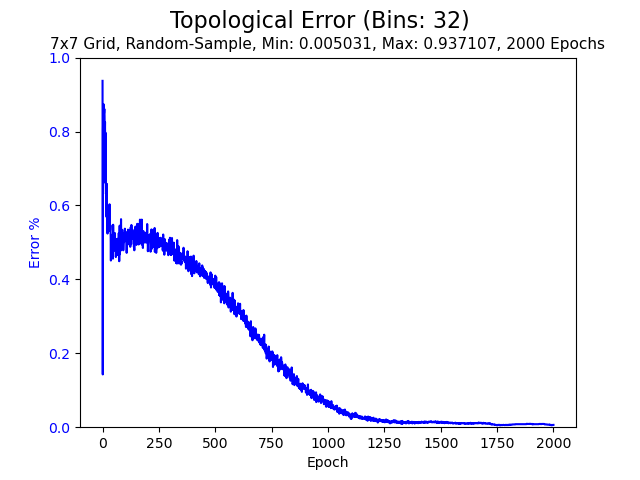 Topological Error (Bins: 32)
7x7 Grid, Random-Sample, Min: 0.005031, Max: 0.937107, 2000 Epochs
1.0
0.8
0.6
0.4
0.2
0.0
Error %
0 250 500 750 1000 1250 1500 1750 2000
Epoch